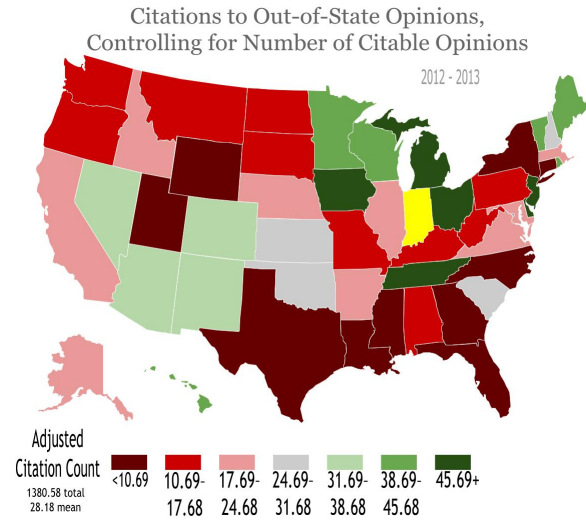 Citations to Out-of-State Opinions,
Controlling for Number of Citable Opinions
2012 - 2013
Adjusted
Citation Count
1380.58 total
28.18 mean
<10.69
10.69-
17.68
17.69-
24.68
24.69-
31.68
31.69-
38.68
38.69-
45.68
45.69+